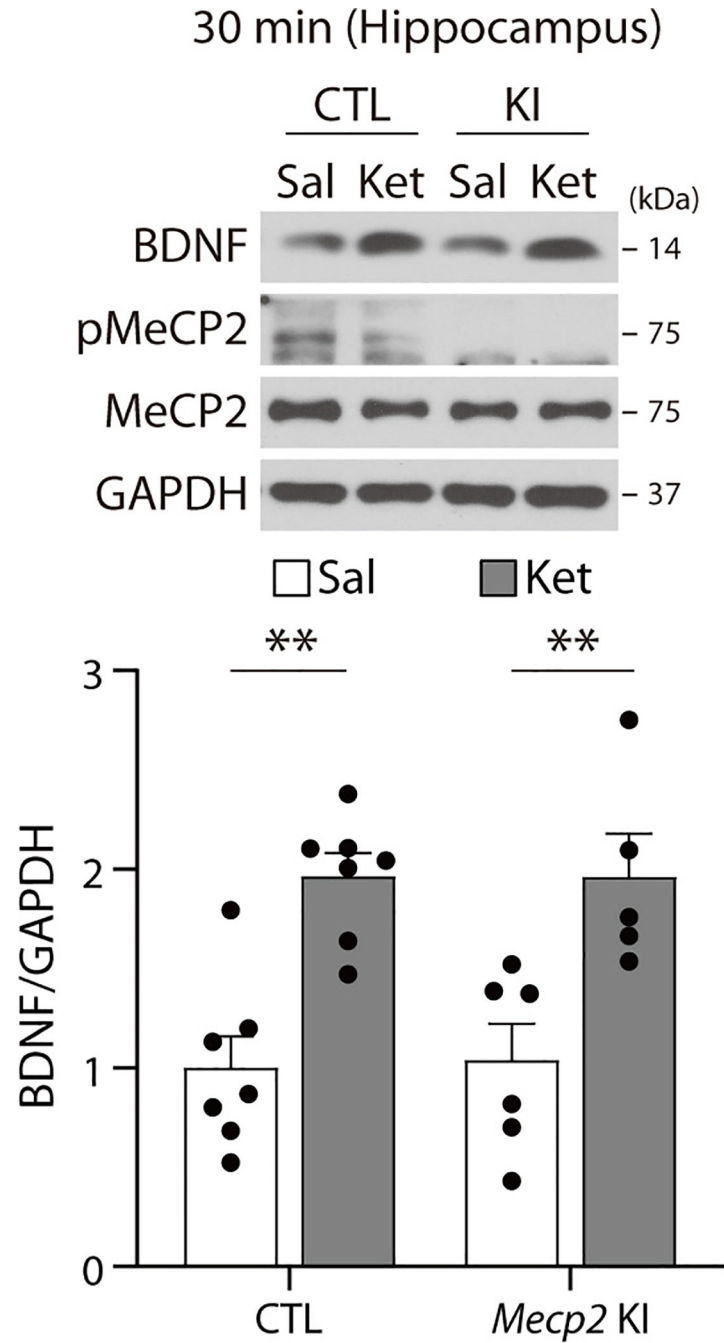 30 min (Hippocampus)
CTL KI
Sal Ket Sal Ket (kDa)
BDNF – 14
pMeCP2 – 75
MeCP2 – 75
GAPDH – 37
Sal Ket
** **
3
2
1
0
BDNF/GAPDH
CTL Mecp2 KI